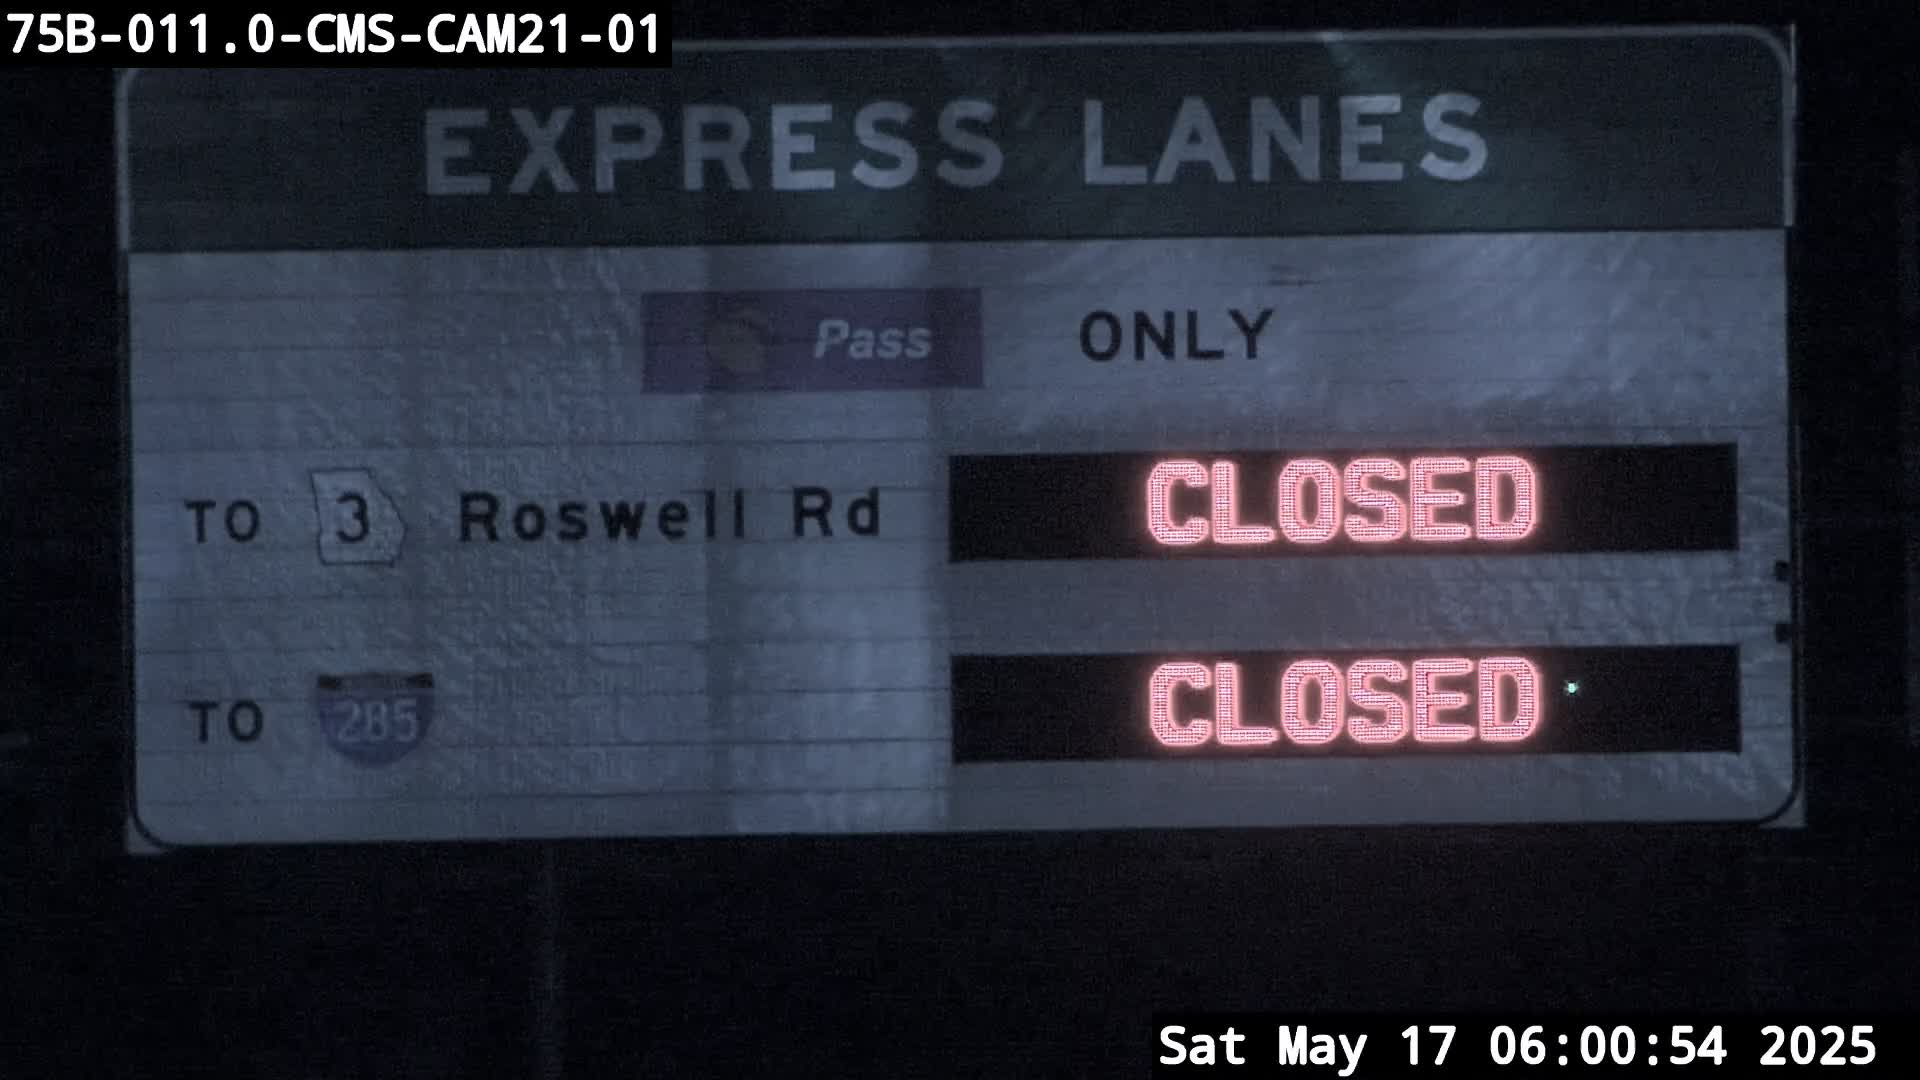 75B-011.0-CMS-CAM21-01
EXPRESS LANES
Pass ONLY
TO 3 Roswell Rd CLOSED
TO 285 CLOSED
Sat May 17 06:00:54 2025